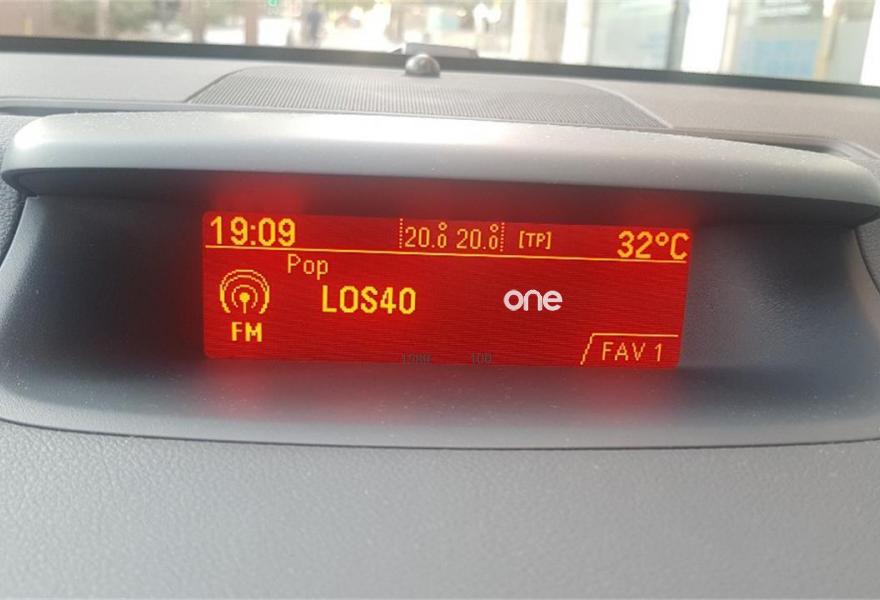 19:09 20.0 20.0 [TP] 32°C
Pop
LOS40 one
FM
FAV 1